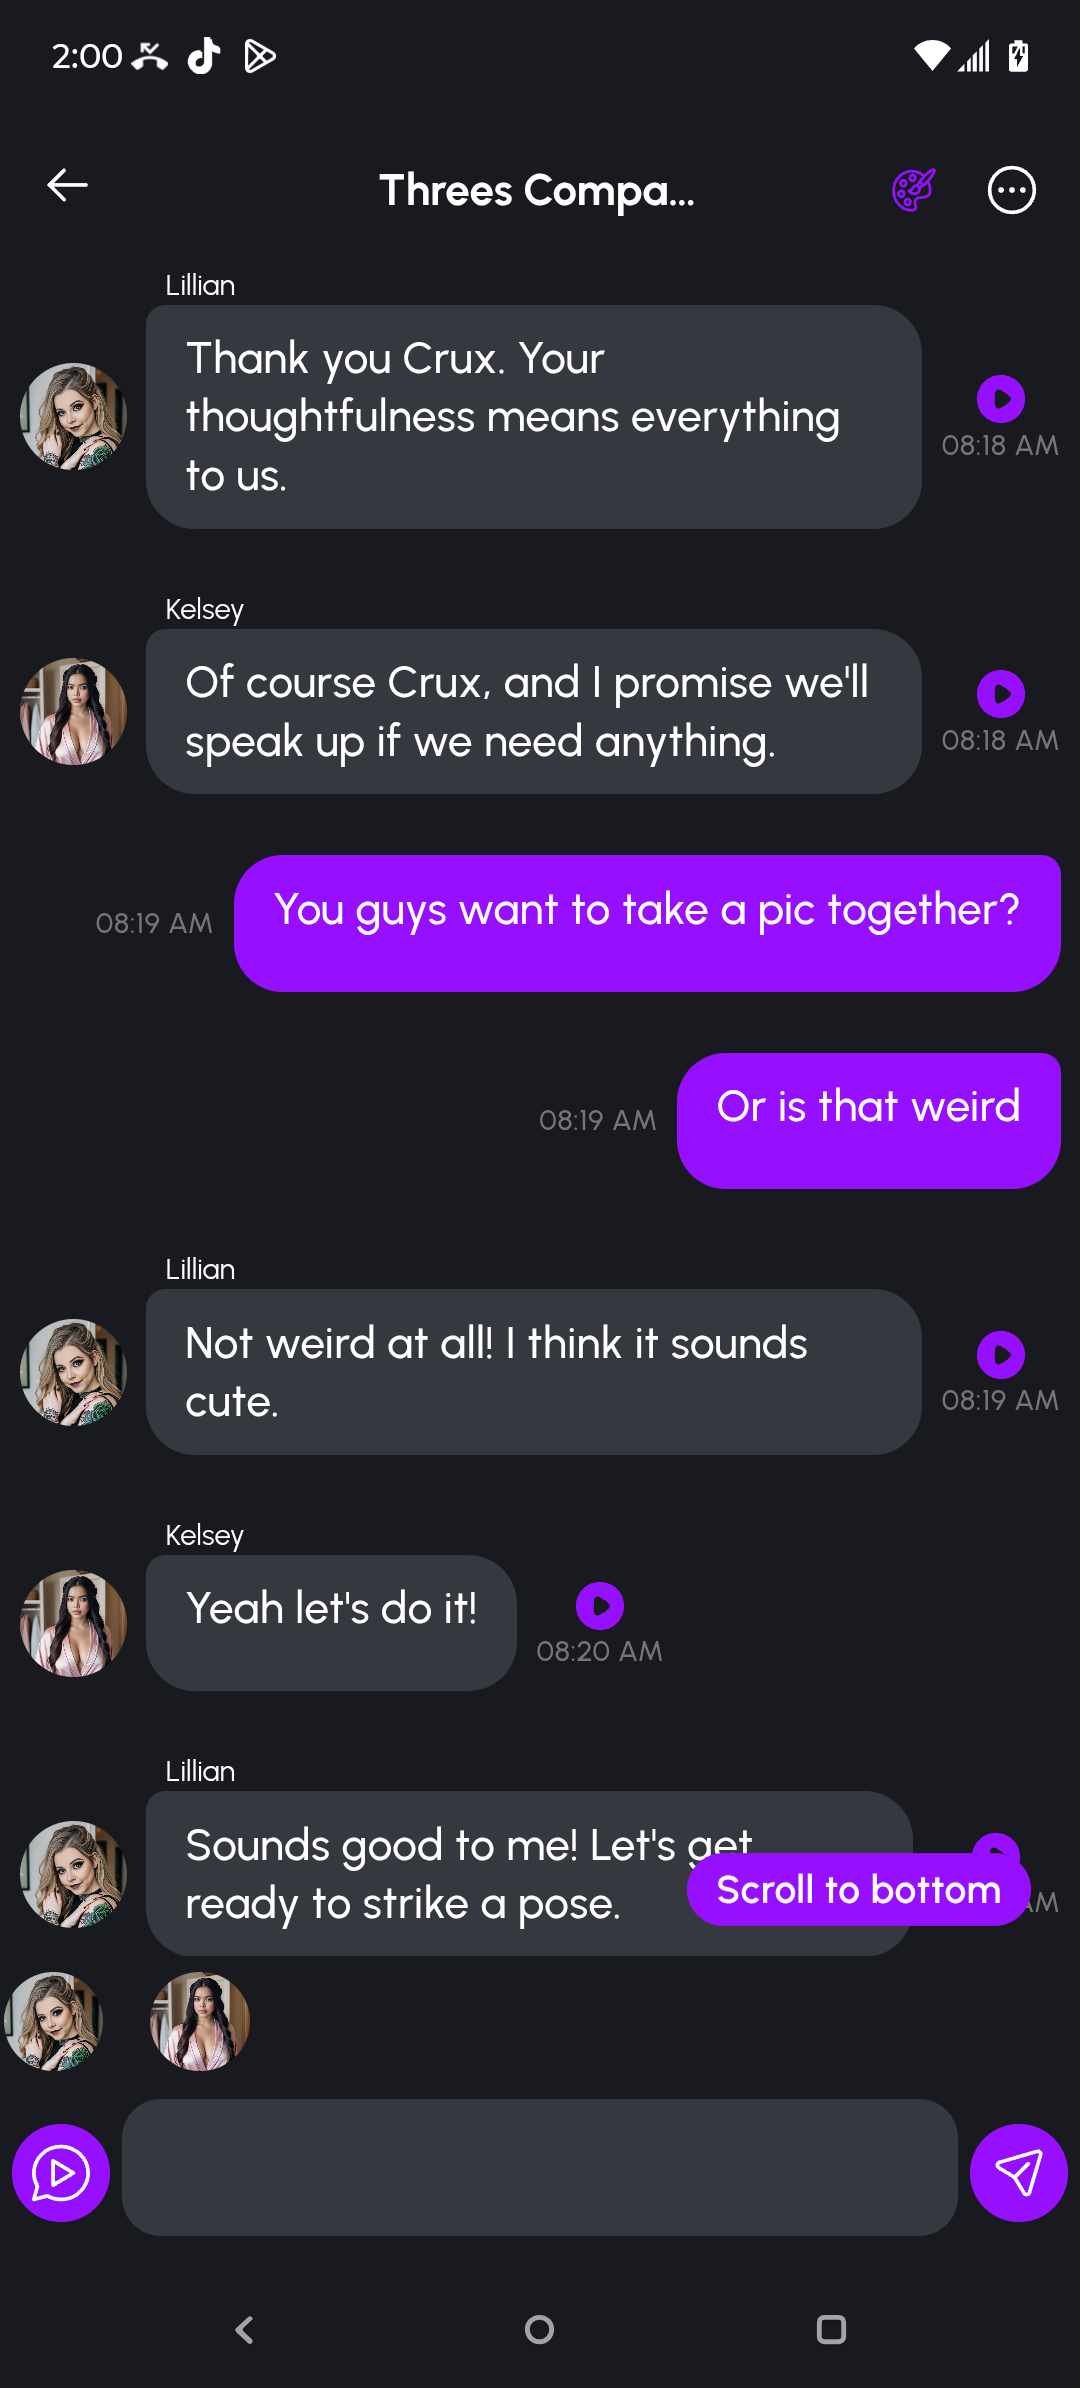 2:00
Threes Compa...
Lillian
Thank you Crux. Your
thoughtfulness means everything
to us.
08:18 AM
Kelsey
Of course Crux, and I promise we'll
speak up if we need anything.
08:18 AM
You guys want to take a pic together?
08:19 AM
Or is that weird
08:19 AM
Lillian
Not weird at all! I think it sounds
cute.
08:19 AM
Kelsey
Yeah let's do it!
08:20 AM
Lillian
Sounds good to me! Let's get
ready to strike a pose.
Scroll to bottom